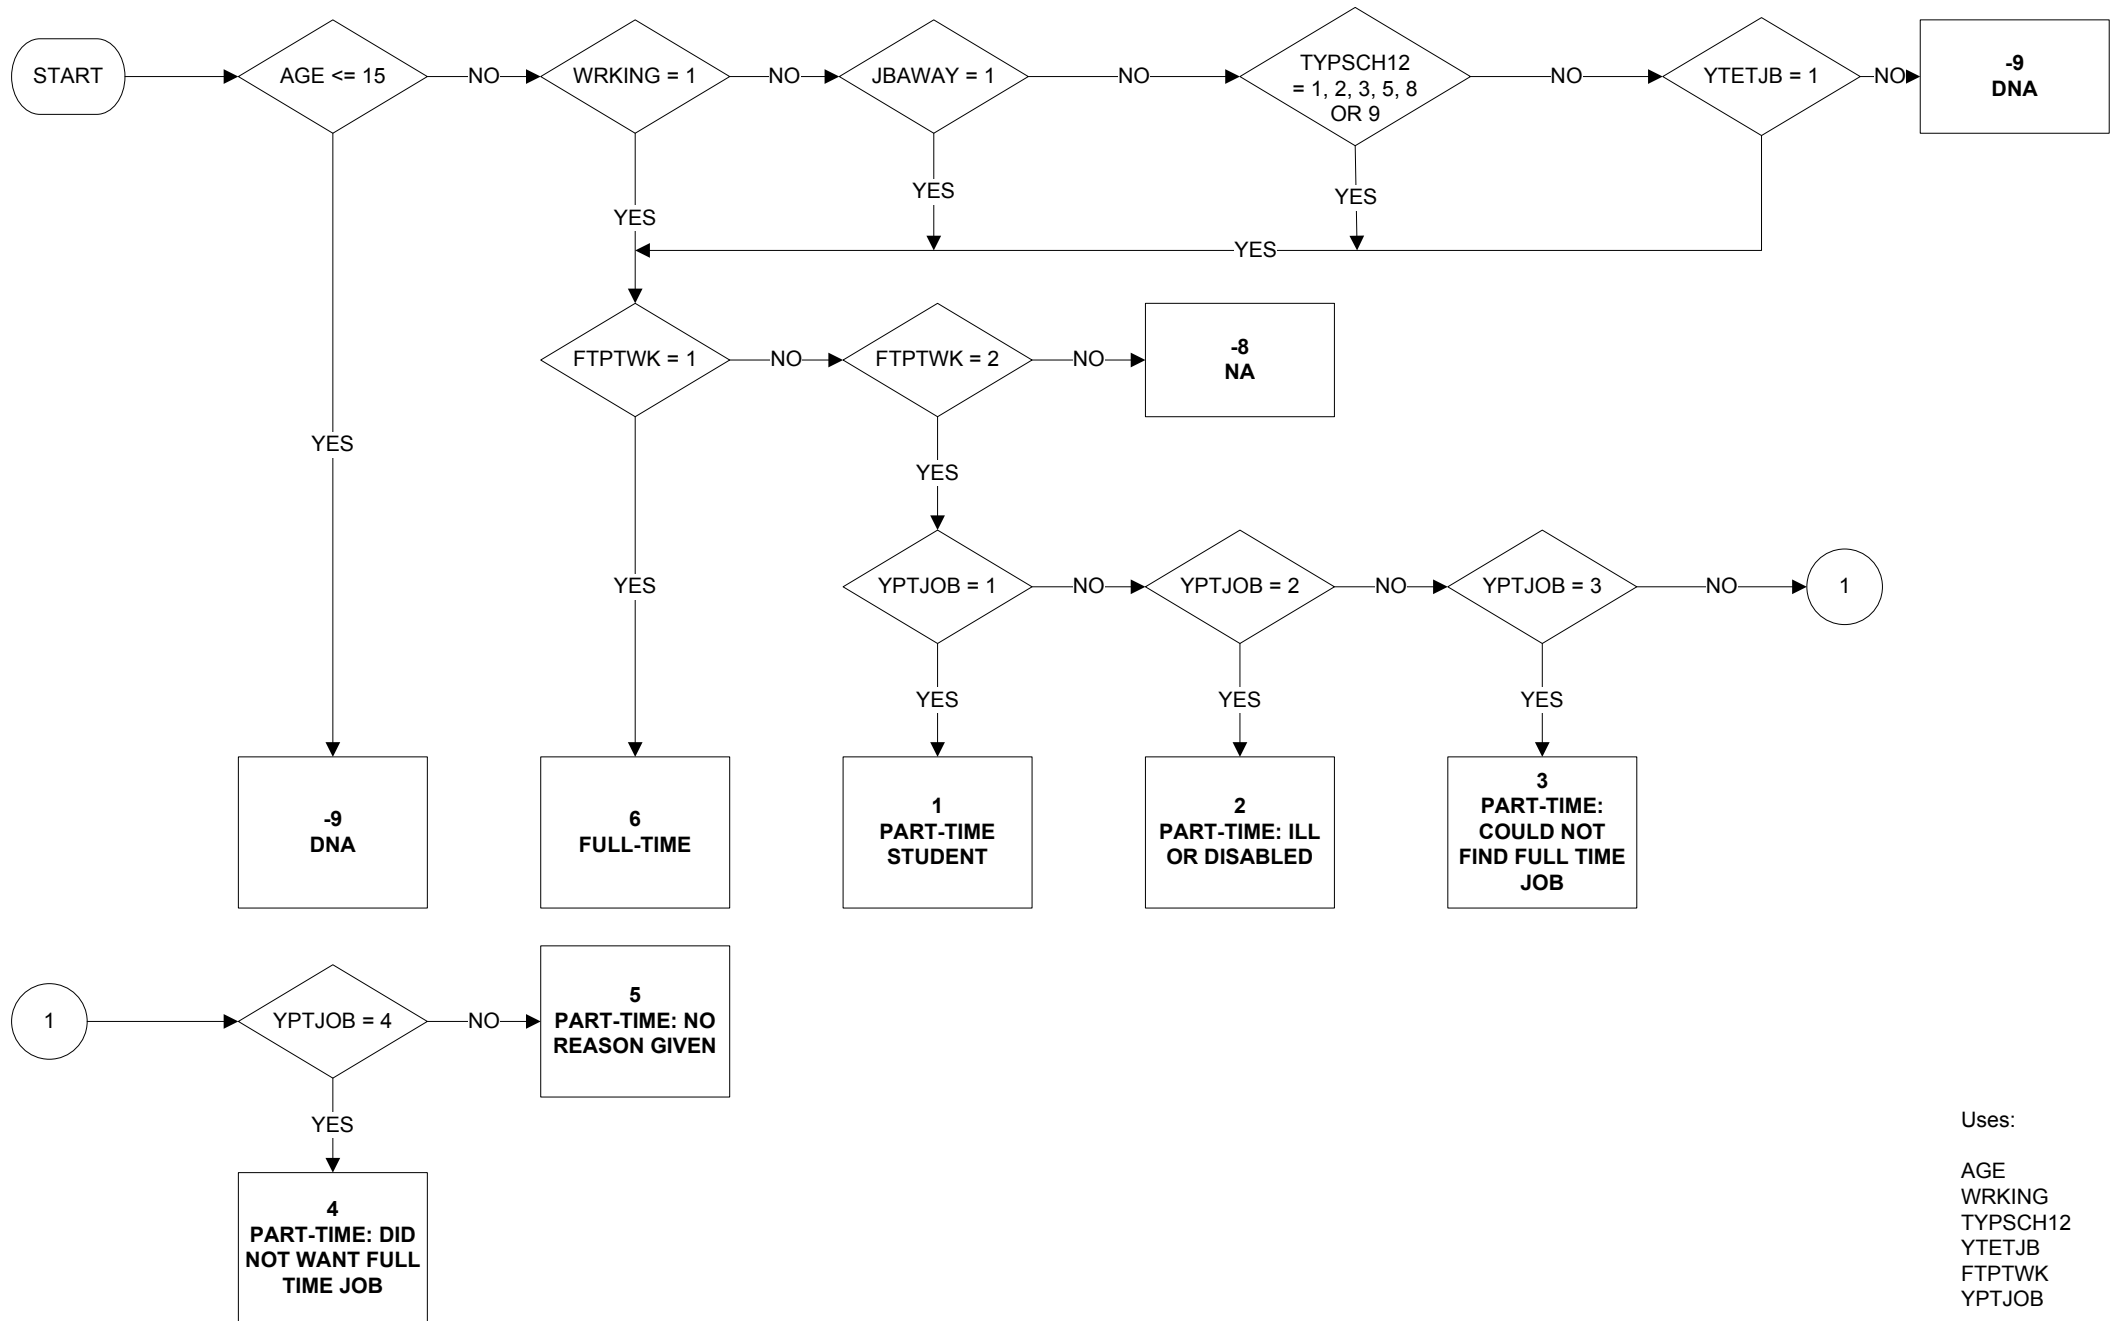 START
AGE <= 15
NO
WRKING = 1
NO
JBAWAY = 1
NO
TYPSCH12
= 1, 2, 3, 5, 8
OR 9
NO
YTETJB = 1
NO
-9
DNA
YES
YES
YES
YES
YES
FTPTWK = 1
NO
FTPTWK = 2
NO
-8
NA
YES
YES
YES
YPTJOB = 1
NO
YPTJOB = 2
NO
YPTJOB = 3
NO
1
YES
YES
YES
-9
DNA
6
FULL-TIME
1
PART-TIME
STUDENT
2
PART-TIME: ILL
OR DISABLED
3
PART-TIME:
COULD NOT
FIND FULL TIME
JOB
1
YPTJOB = 4
NO
5
PART-TIME: NO
REASON GIVEN
YES
4
PART-TIME: DID
NOT WANT FULL
TIME JOB
Uses:
AGE
WRKING
TYPSCH12
YTETJB
FTPTWK
YPTJOB